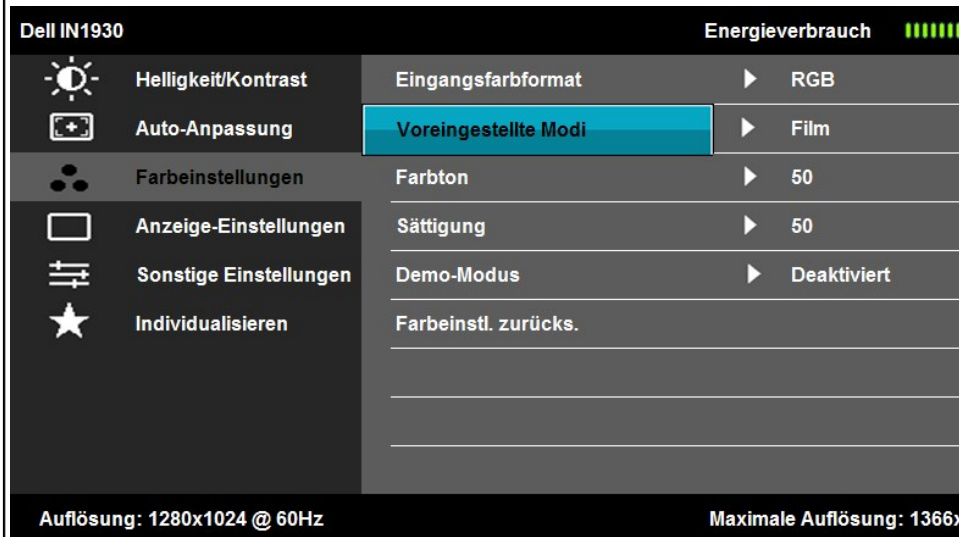 Dell IN1930 Energieverbrauch
Helligkeit/Kontrast Eingangsfarbformat RGB
Auto-Anpassung Voreingestellte Modi Film
Farbeinstellungen Farbton 50
Anzeige-Einstellungen Sättigung 50
Sonstige Einstellungen Demo-Modus Deaktiviert
Individualisieren Farbeinstl. zurücks.
Auflösung: 1280x1024 @ 60Hz Maximale Auflösung: 1366x